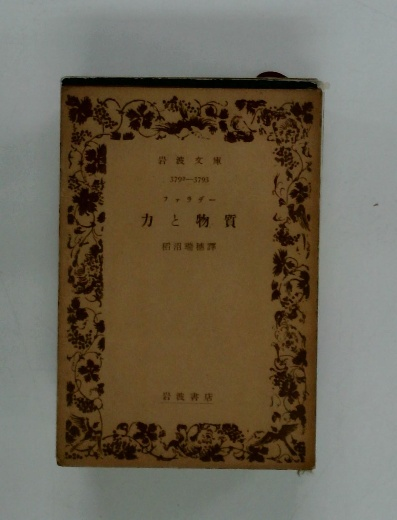 岩波文庫
ファラデー
力と物質
稲沼瑞穂譯
岩波書店